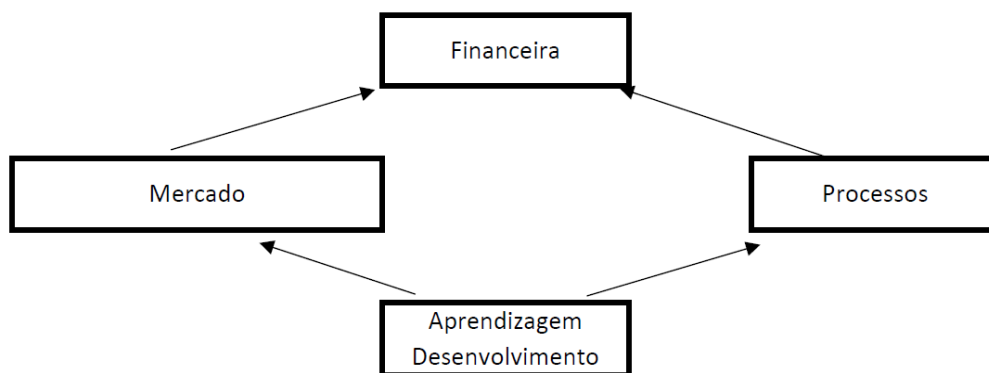 Financeira
Mercado
Processos
Aprendizagem
Desenvolvimento